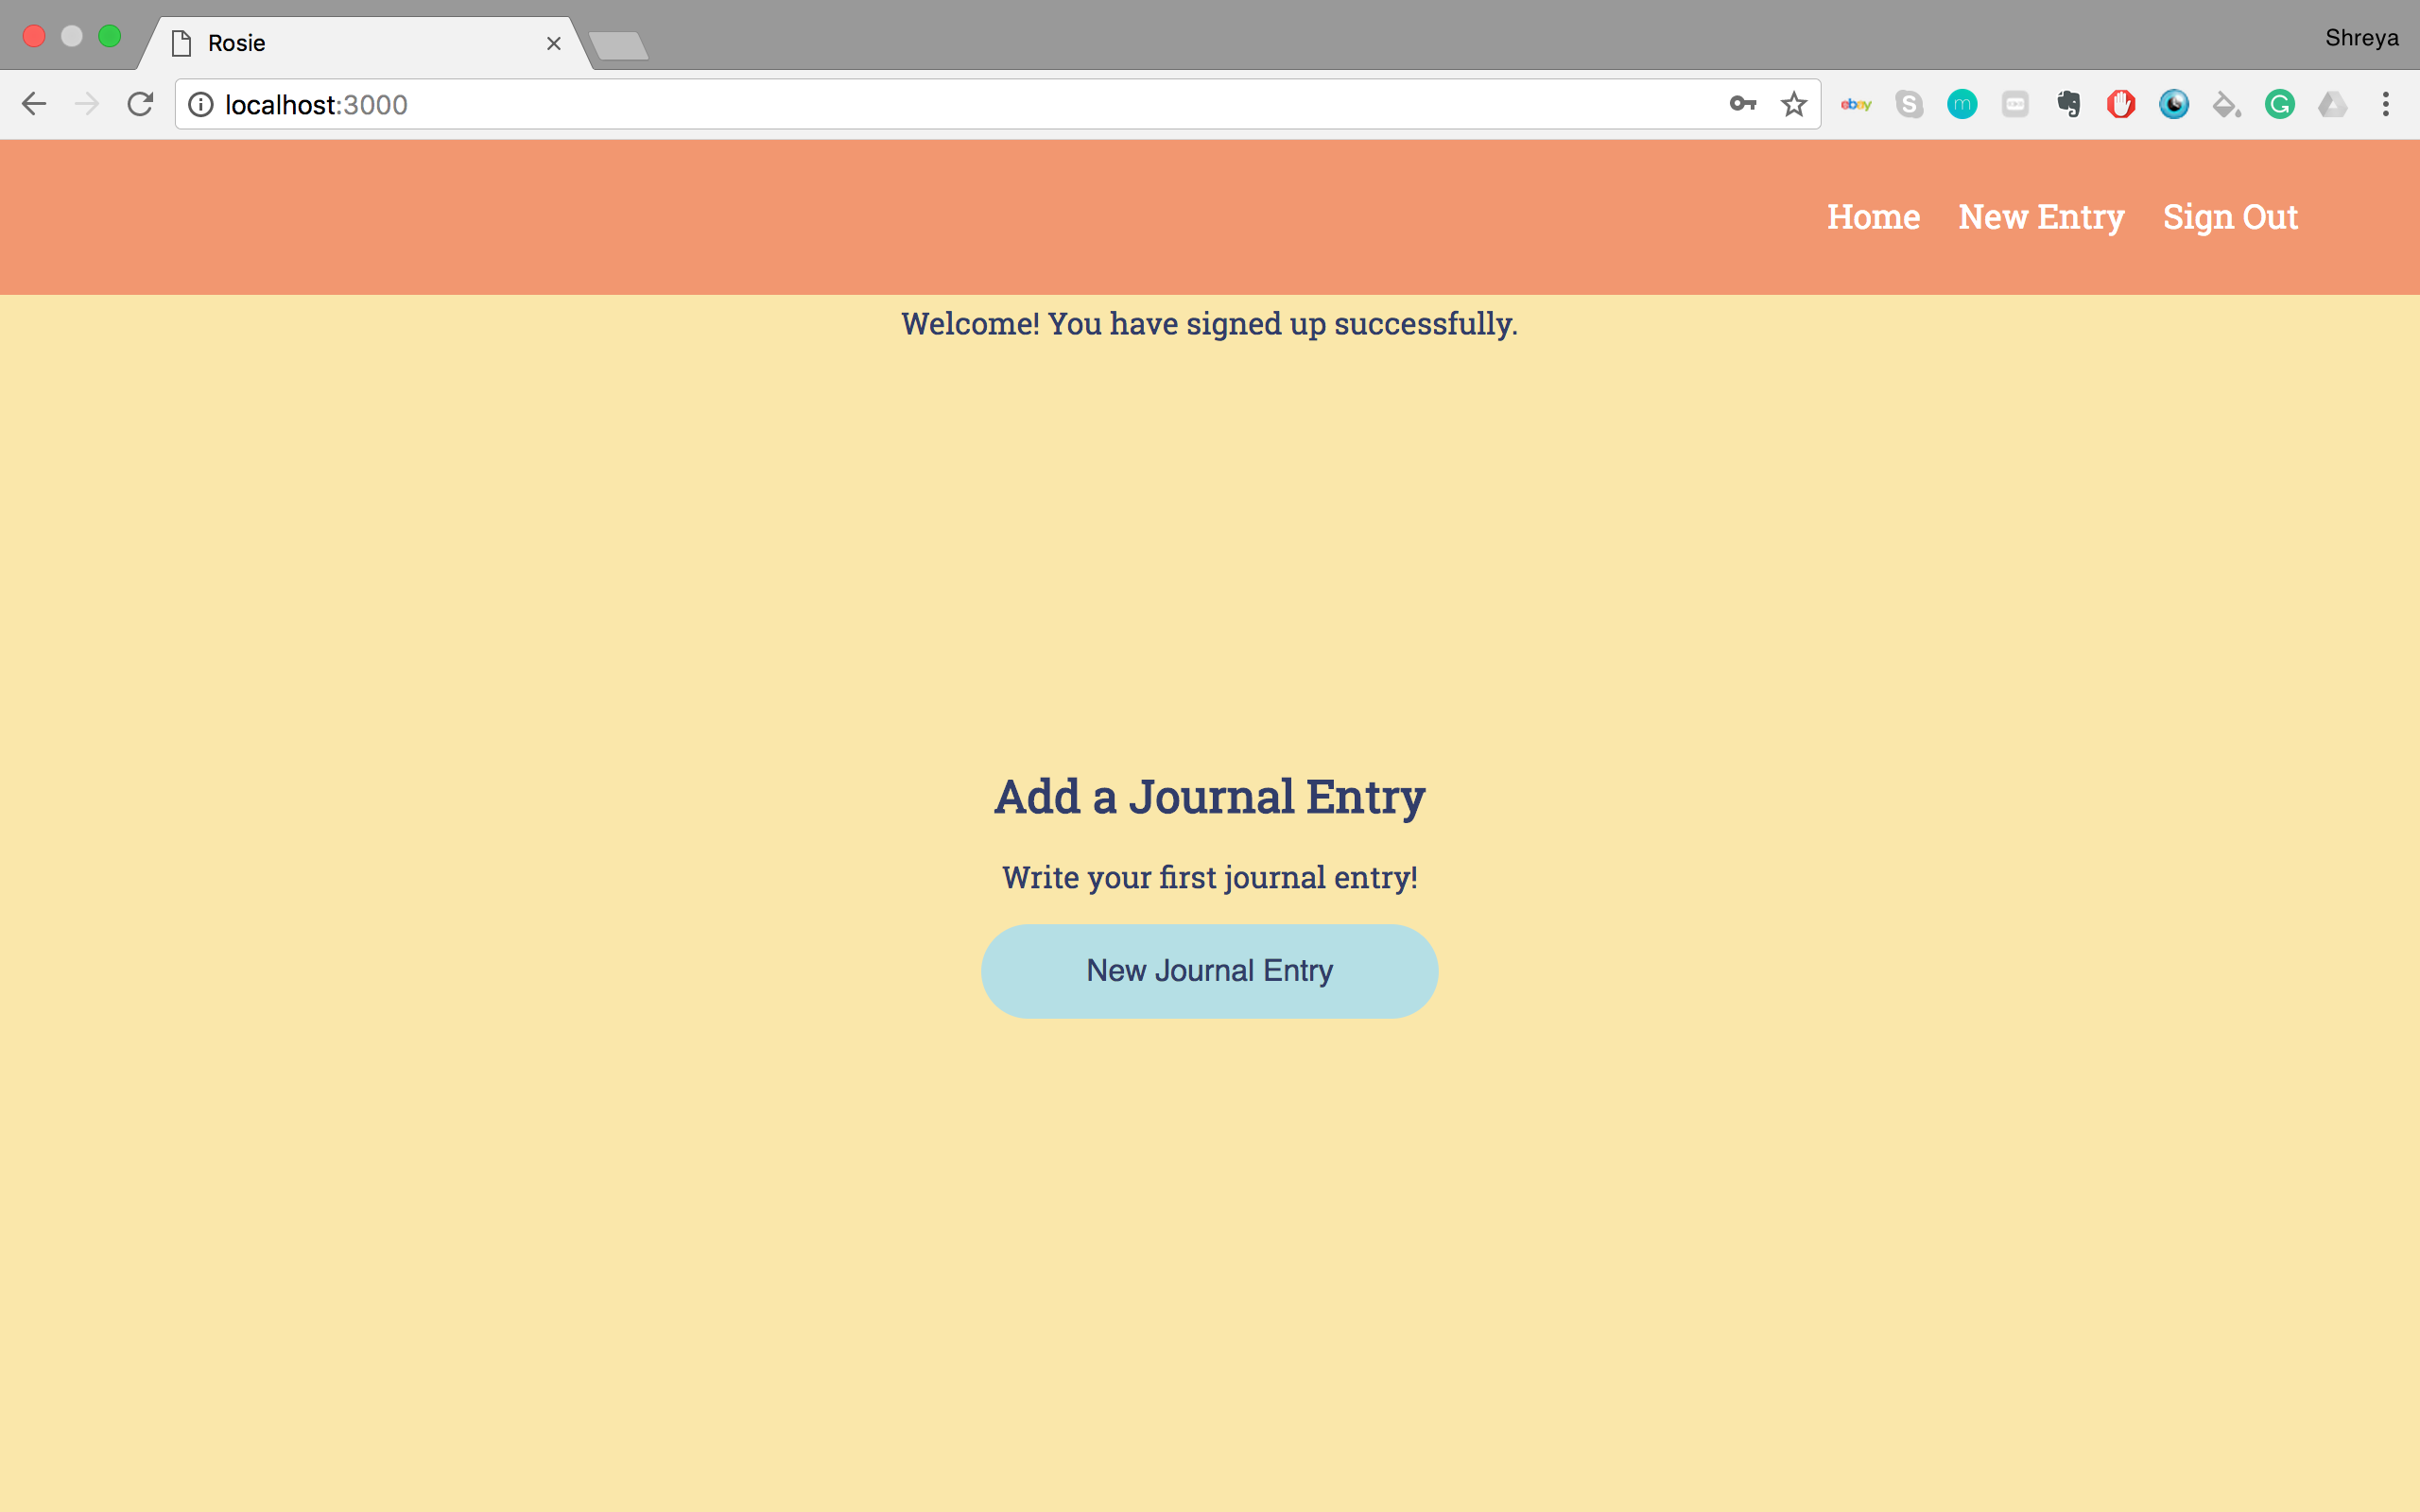 Rosie
Shreya
localhost:3000
ebay
S
m
G
Home New Entry Sign Out
Welcome! You have signed up successfully.
Add a Journal Entry
Write your first journal entry!
New Journal Entry